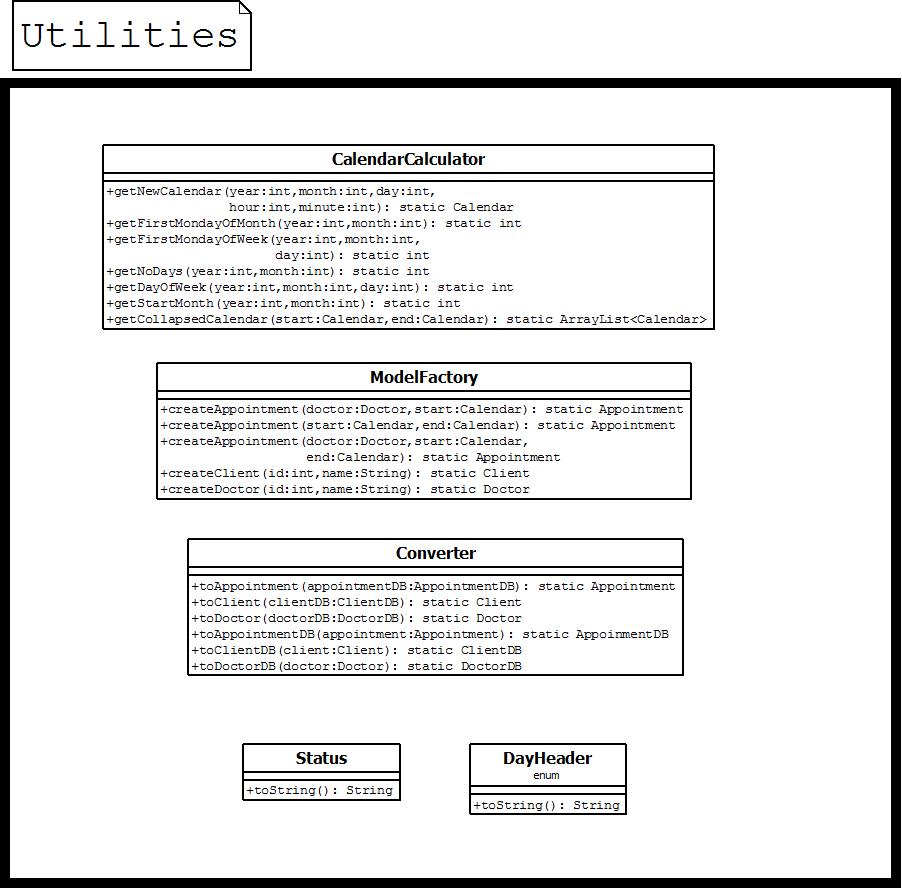 Utilities
CalendarCalculator
+getNewCalendar(year:int,month:int,day:int,
hour:int,minute:int): static Calendar
+getFirstMondayOfMonth(year:int,month:int): static int
+getFirstMondayOfWeek(year:int,month:int,
day:int): static int
+getNoDays(year:int,month:int): static int
+getDayOfWeek(year:int,month:int,day:int): static int
+getStartMonth(year:int,month:int): static int
+getCollapsedCalendar(start:Calendar,end:Calendar): static ArrayList<Calendar>
ModelFactory
+createAppointment(doctor:Doctor,start:Calendar): static Appointment
+createAppointment(start:Calendar,end:Calendar): static Appointment
+createAppointment(doctor:Doctor,start:Calendar,
end:Calendar): static Appointment
+createClient(id:int,name:String): static Client
+createDoctor(id:int,name:String): static Doctor
Converter
+toAppointment(appointmentDB:AppointmentDB): static Appointment
+toClient(clientDB:ClientDB): static Client
+toDoctor(doctorDB:DoctorDB): static Doctor
+toAppointmentDB(appointment:Appointment): static AppoinmentDB
+toClientDB(client:Client): static ClientDB
+toDoctorDB(doctor:Doctor): static DoctorDB
Status
+toString(): String
DayHeader
enum
+toString(): String